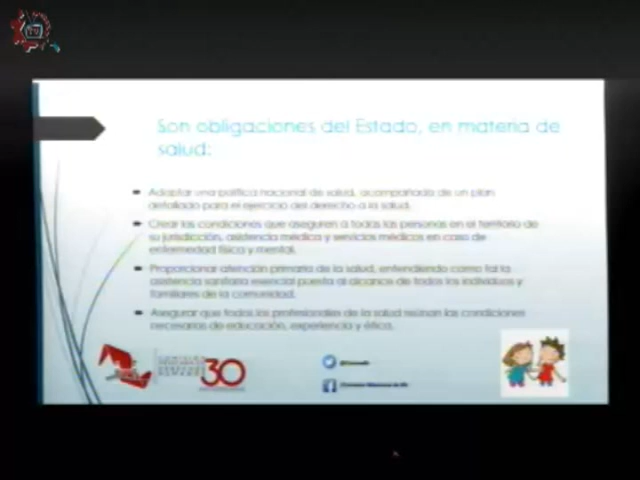 TV
Son obligaciones del Estado, en materia de
salud:
Adoptar una política nacional de salud, acompañada de un plan
detallado para el ejercicio del derecho a la salud.
Crear las condiciones que aseguren a todas las personas en el territorio de
su jurisdicción, asistencia médica y servicios médicos en caso de
enfermedad física y mental.
Proporcionar atención primaria de la salud, entendiendo como tal la
asistencia sanitaria esencial puesta al alcance de todos los individuos y
familiares de la comunidad.
Asegurar que todos los profesionales de la salud reúnan las condiciones
necesarias de educación, experiencia y ética.
30